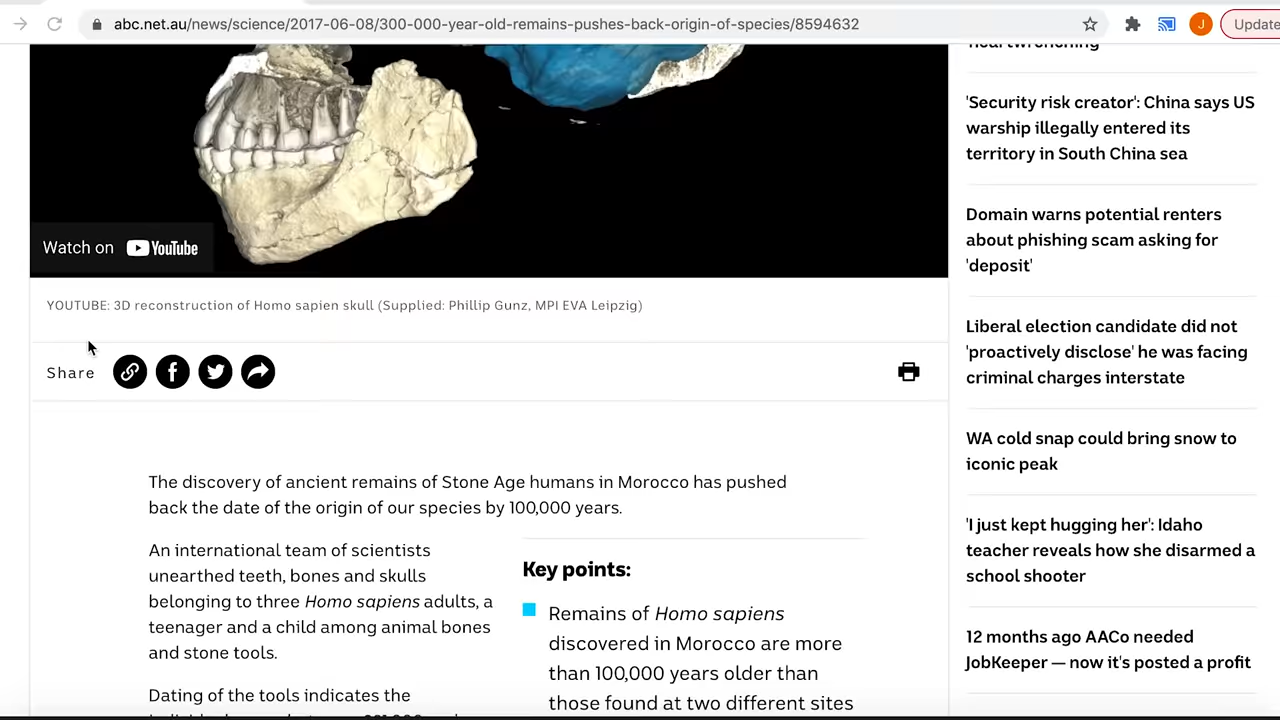 abc.net.au/news/science/2017-06-08/300-000-year-old-remains-pushes-back-origin-of-species/8594632
J
Update
Watch on YouTube
YOUTUBE: 3D reconstruction of Homo sapien skull (Supplied: Phillip Gunz, MPI EVA Leipzig)
Share
The discovery of ancient remains of Stone Age humans in Morocco has pushed
back the date of the origin of our species by 100,000 years.
An international team of scientists
unearthed teeth, bones and skulls
belonging to three Homo sapiens adults, a
teenager and a child among animal bones
and stone tools.
Dating of the tools indicates the
Key points:
Remains of Homo sapiens
discovered in Morocco are more
than 100,000 years older than
those found at two different sites
heartwrenching
'Security risk creator': China says US
warship illegally entered its
territory in South China sea
Domain warns potential renters
about phishing scam asking for
'deposit'
Liberal election candidate did not
'proactively disclose' he was facing
criminal charges interstate
WA cold snap could bring snow to
iconic peak
'I just kept hugging her': Idaho
teacher reveals how she disarmed a
school shooter
12 months ago AACo needed
JobKeeper — now it's posted a profit